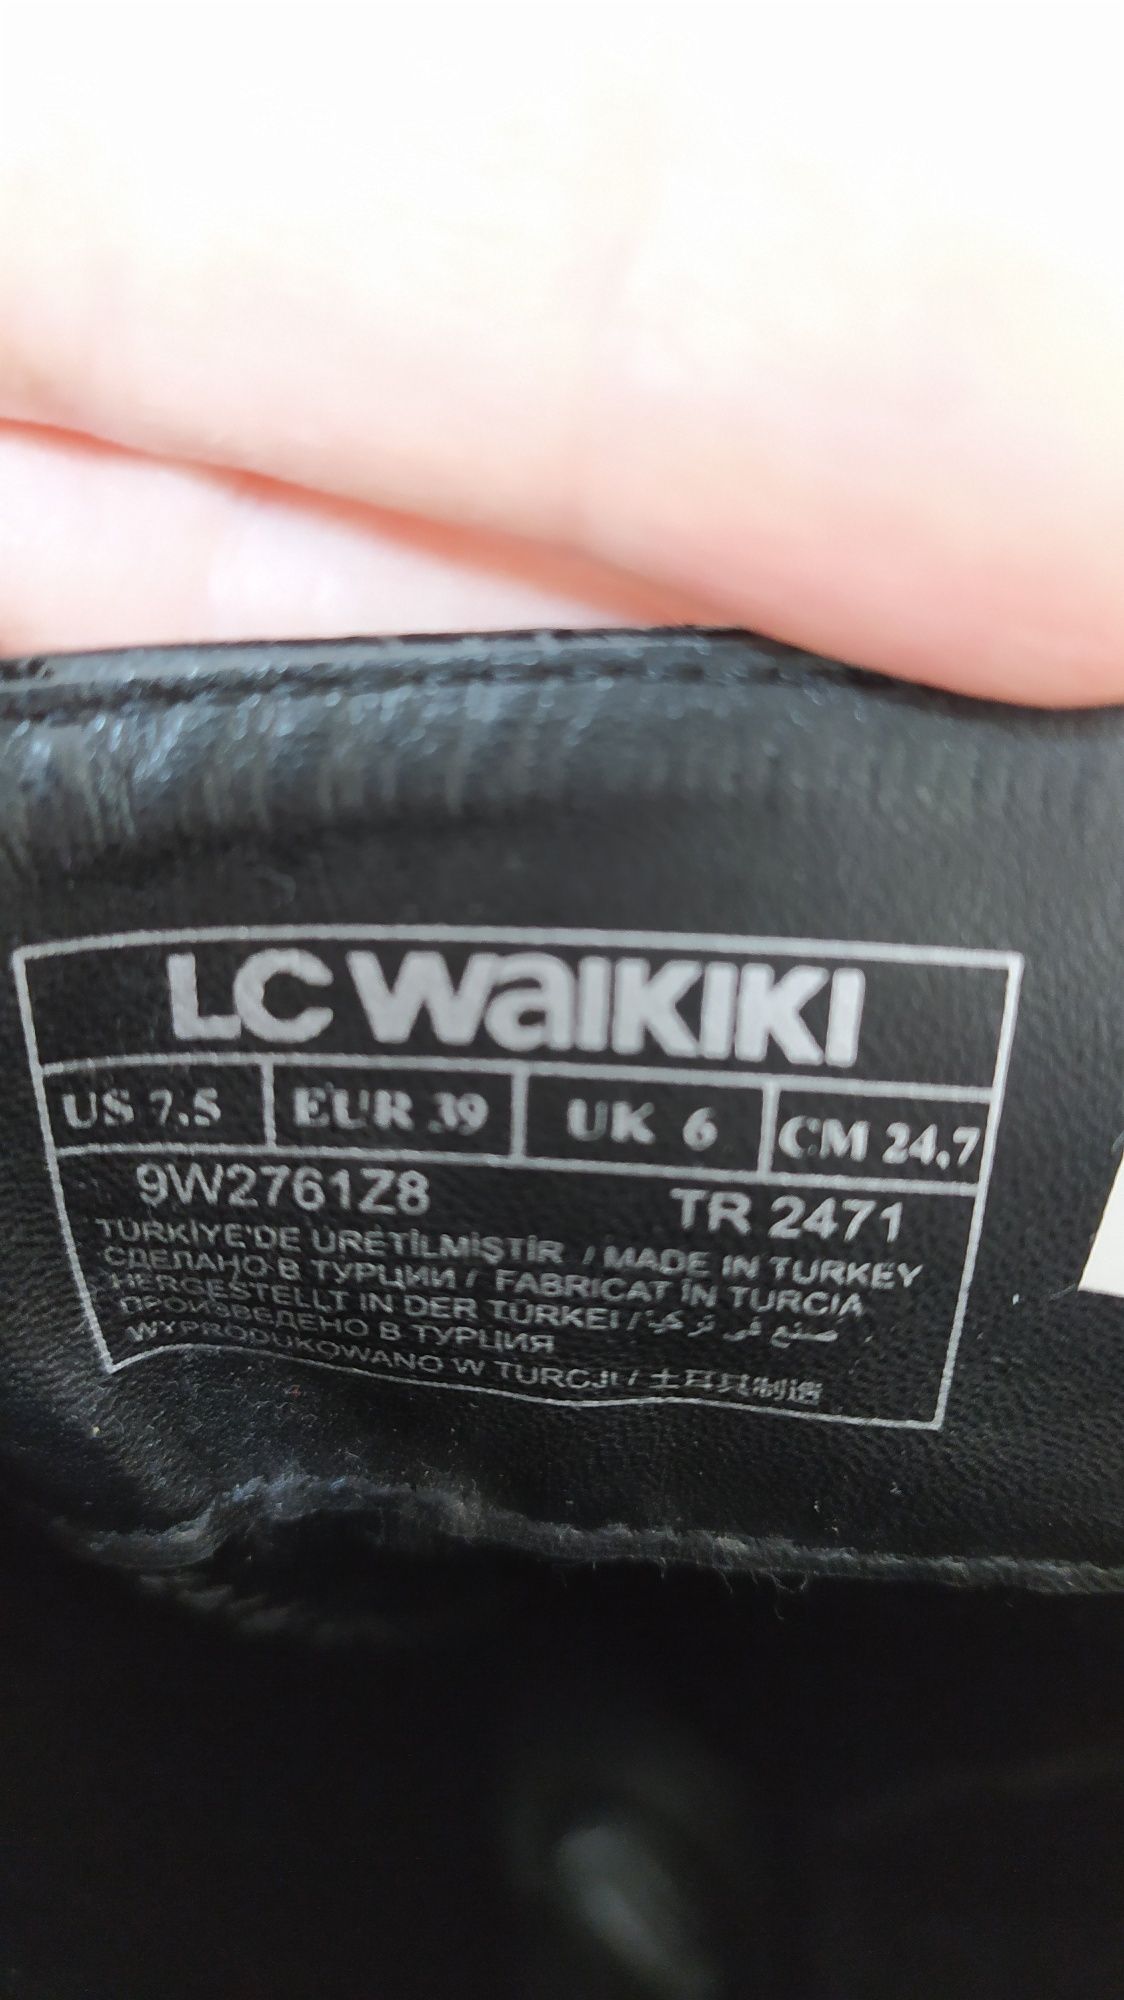 LC WAIKIKI
US 7.5 EUR 39 UK 6 CM 24,7
9W2761Z8 TR 2471
TÜRKİYE'DE ÜRETİLMİŞTİR / MADE IN TURKEY
СДЕЛАНО В ТУРЦИИ / FABRICAT ÎN TURCIA
HERGESTELLT IN DER TÜRKEI / صنع في تركيا
ПРОИЗВЕДЕНО В ТУРЦИЯ
WYPRODUKOWANO W TURCJI / 土耳其制造